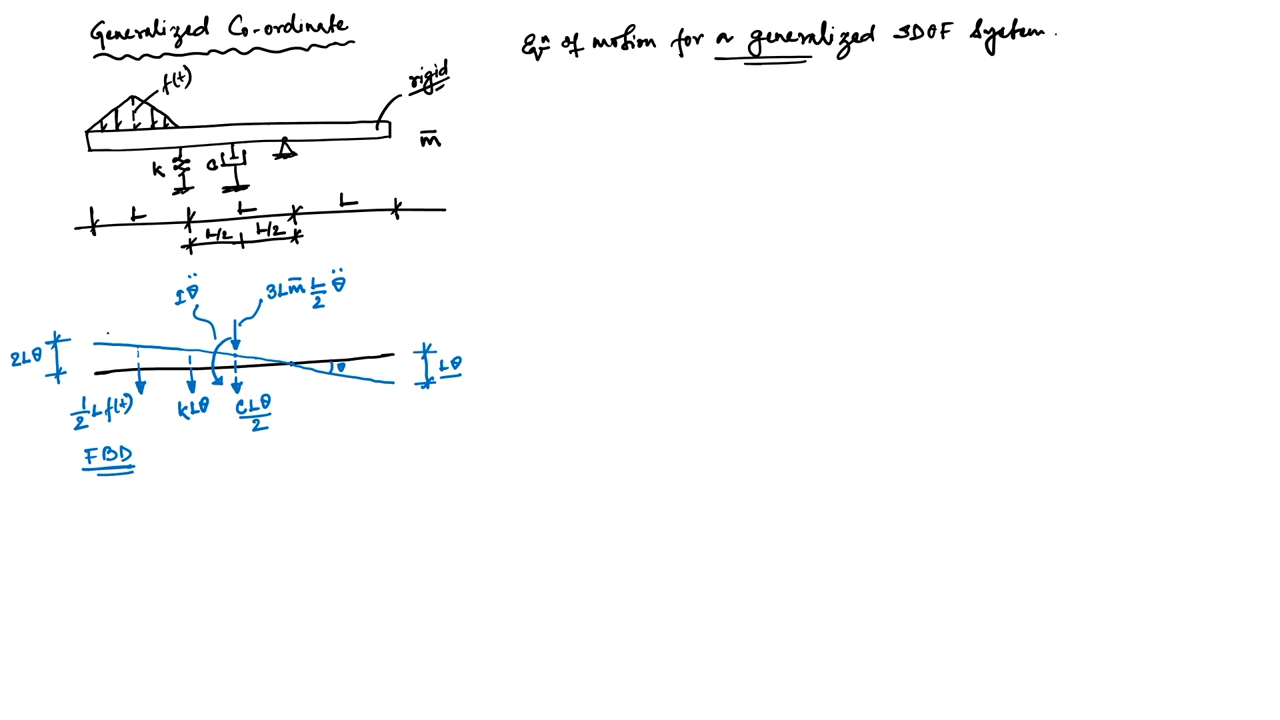 Generalized Co-ordinate
Eqⁿ of motion for a generalized SDOF System.
f(t)
rigid
m̄
k
C
L L L
L/2 L/2
Iθ̈
3Lm̄ L/2 θ̈
2Lθ
θ
Lθ
1/2 Lf(t)
kLθ
CLθ/2
FBD